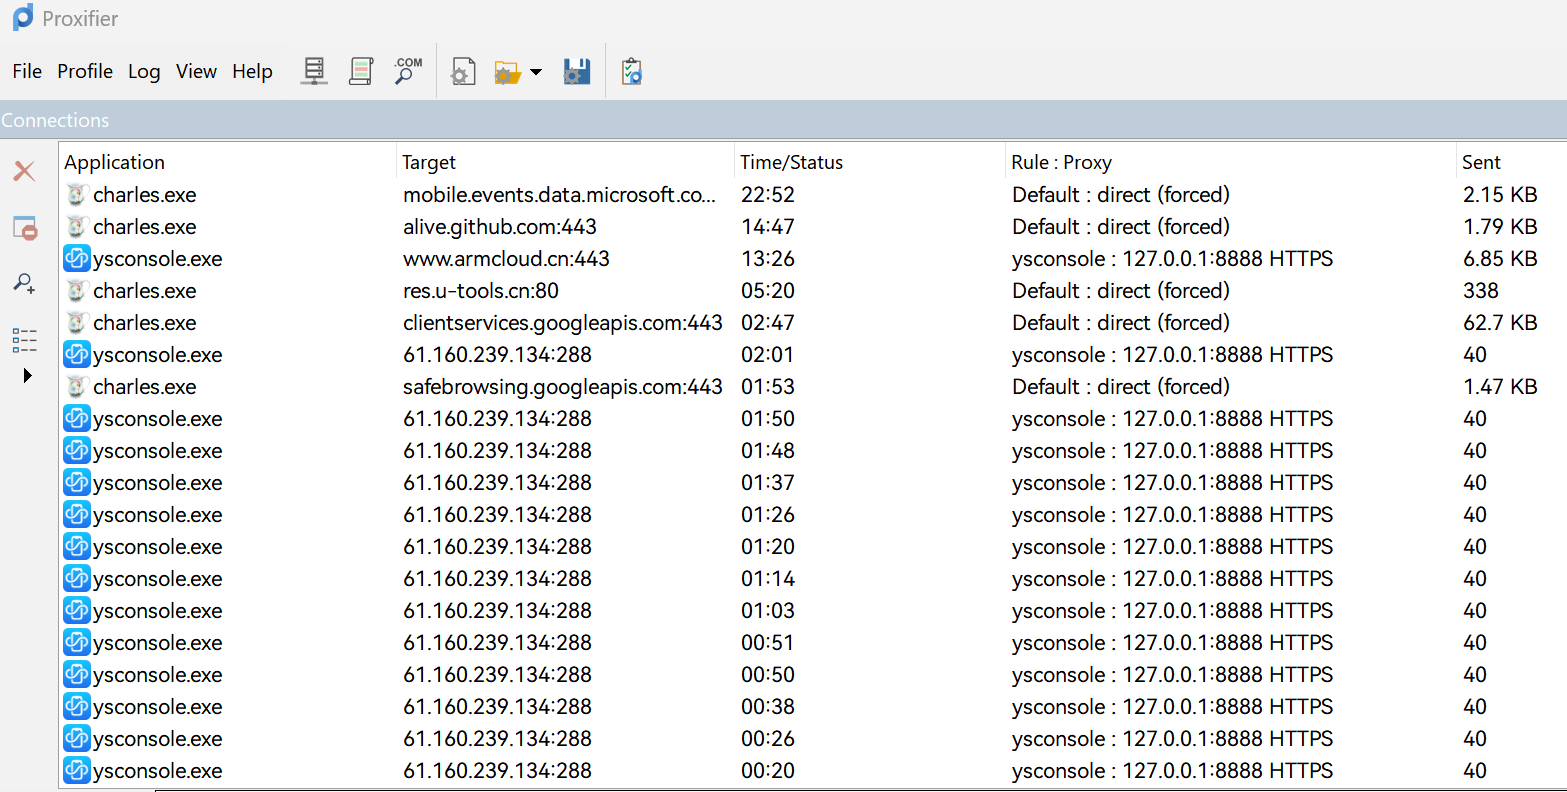 Proxifier
File Profile Log View Help .COM
Connections
Application Target Time/Status Rule : Proxy Sent
charles.exe mobile.events.data.microsoft.co... 22:52 Default : direct (forced) 2.15 KB
charles.exe alive.github.com:443 14:47 Default : direct (forced) 1.79 KB
ysconsole.exe www.armcloud.cn:443 13:26 ysconsole : 127.0.0.1:8888 HTTPS 6.85 KB
charles.exe res.u-tools.cn:80 05:20 Default : direct (forced) 338
charles.exe clientservices.googleapis.com:443 02:47 Default : direct (forced) 62.7 KB
ysconsole.exe 61.160.239.134:288 02:01 ysconsole : 127.0.0.1:8888 HTTPS 40
charles.exe safebrowsing.googleapis.com:443 01:53 Default : direct (forced) 1.47 KB
ysconsole.exe 61.160.239.134:288 01:50 ysconsole : 127.0.0.1:8888 HTTPS 40
ysconsole.exe 61.160.239.134:288 01:48 ysconsole : 127.0.0.1:8888 HTTPS 40
ysconsole.exe 61.160.239.134:288 01:37 ysconsole : 127.0.0.1:8888 HTTPS 40
ysconsole.exe 61.160.239.134:288 01:26 ysconsole : 127.0.0.1:8888 HTTPS 40
ysconsole.exe 61.160.239.134:288 01:20 ysconsole : 127.0.0.1:8888 HTTPS 40
ysconsole.exe 61.160.239.134:288 01:14 ysconsole : 127.0.0.1:8888 HTTPS 40
ysconsole.exe 61.160.239.134:288 01:03 ysconsole : 127.0.0.1:8888 HTTPS 40
ysconsole.exe 61.160.239.134:288 00:51 ysconsole : 127.0.0.1:8888 HTTPS 40
ysconsole.exe 61.160.239.134:288 00:50 ysconsole : 127.0.0.1:8888 HTTPS 40
ysconsole.exe 61.160.239.134:288 00:38 ysconsole : 127.0.0.1:8888 HTTPS 40
ysconsole.exe 61.160.239.134:288 00:26 ysconsole : 127.0.0.1:8888 HTTPS 40
ysconsole.exe 61.160.239.134:288 00:20 ysconsole : 127.0.0.1:8888 HTTPS 40